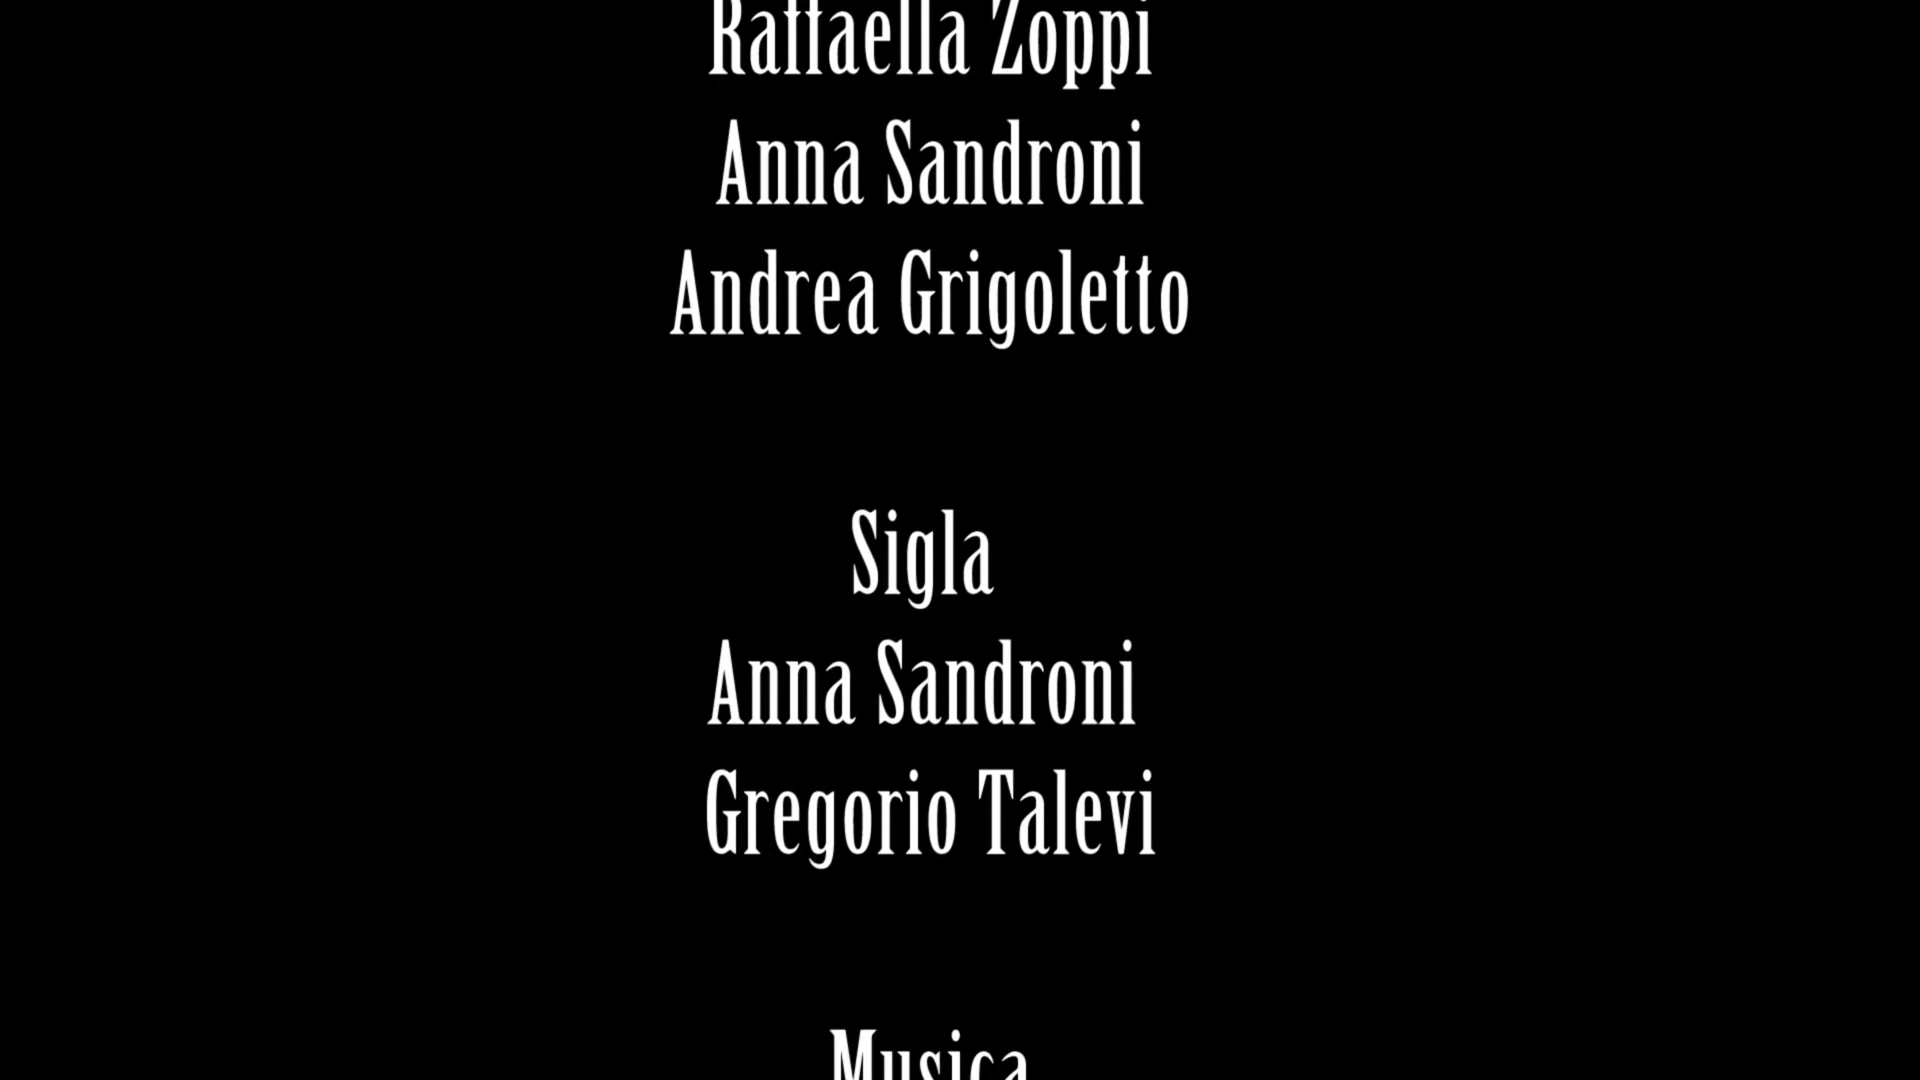 Raffaella Zoppi
Anna Sandroni
Andrea Grigoletto
Sigla
Anna Sandroni
Gregorio Talevi
Musica